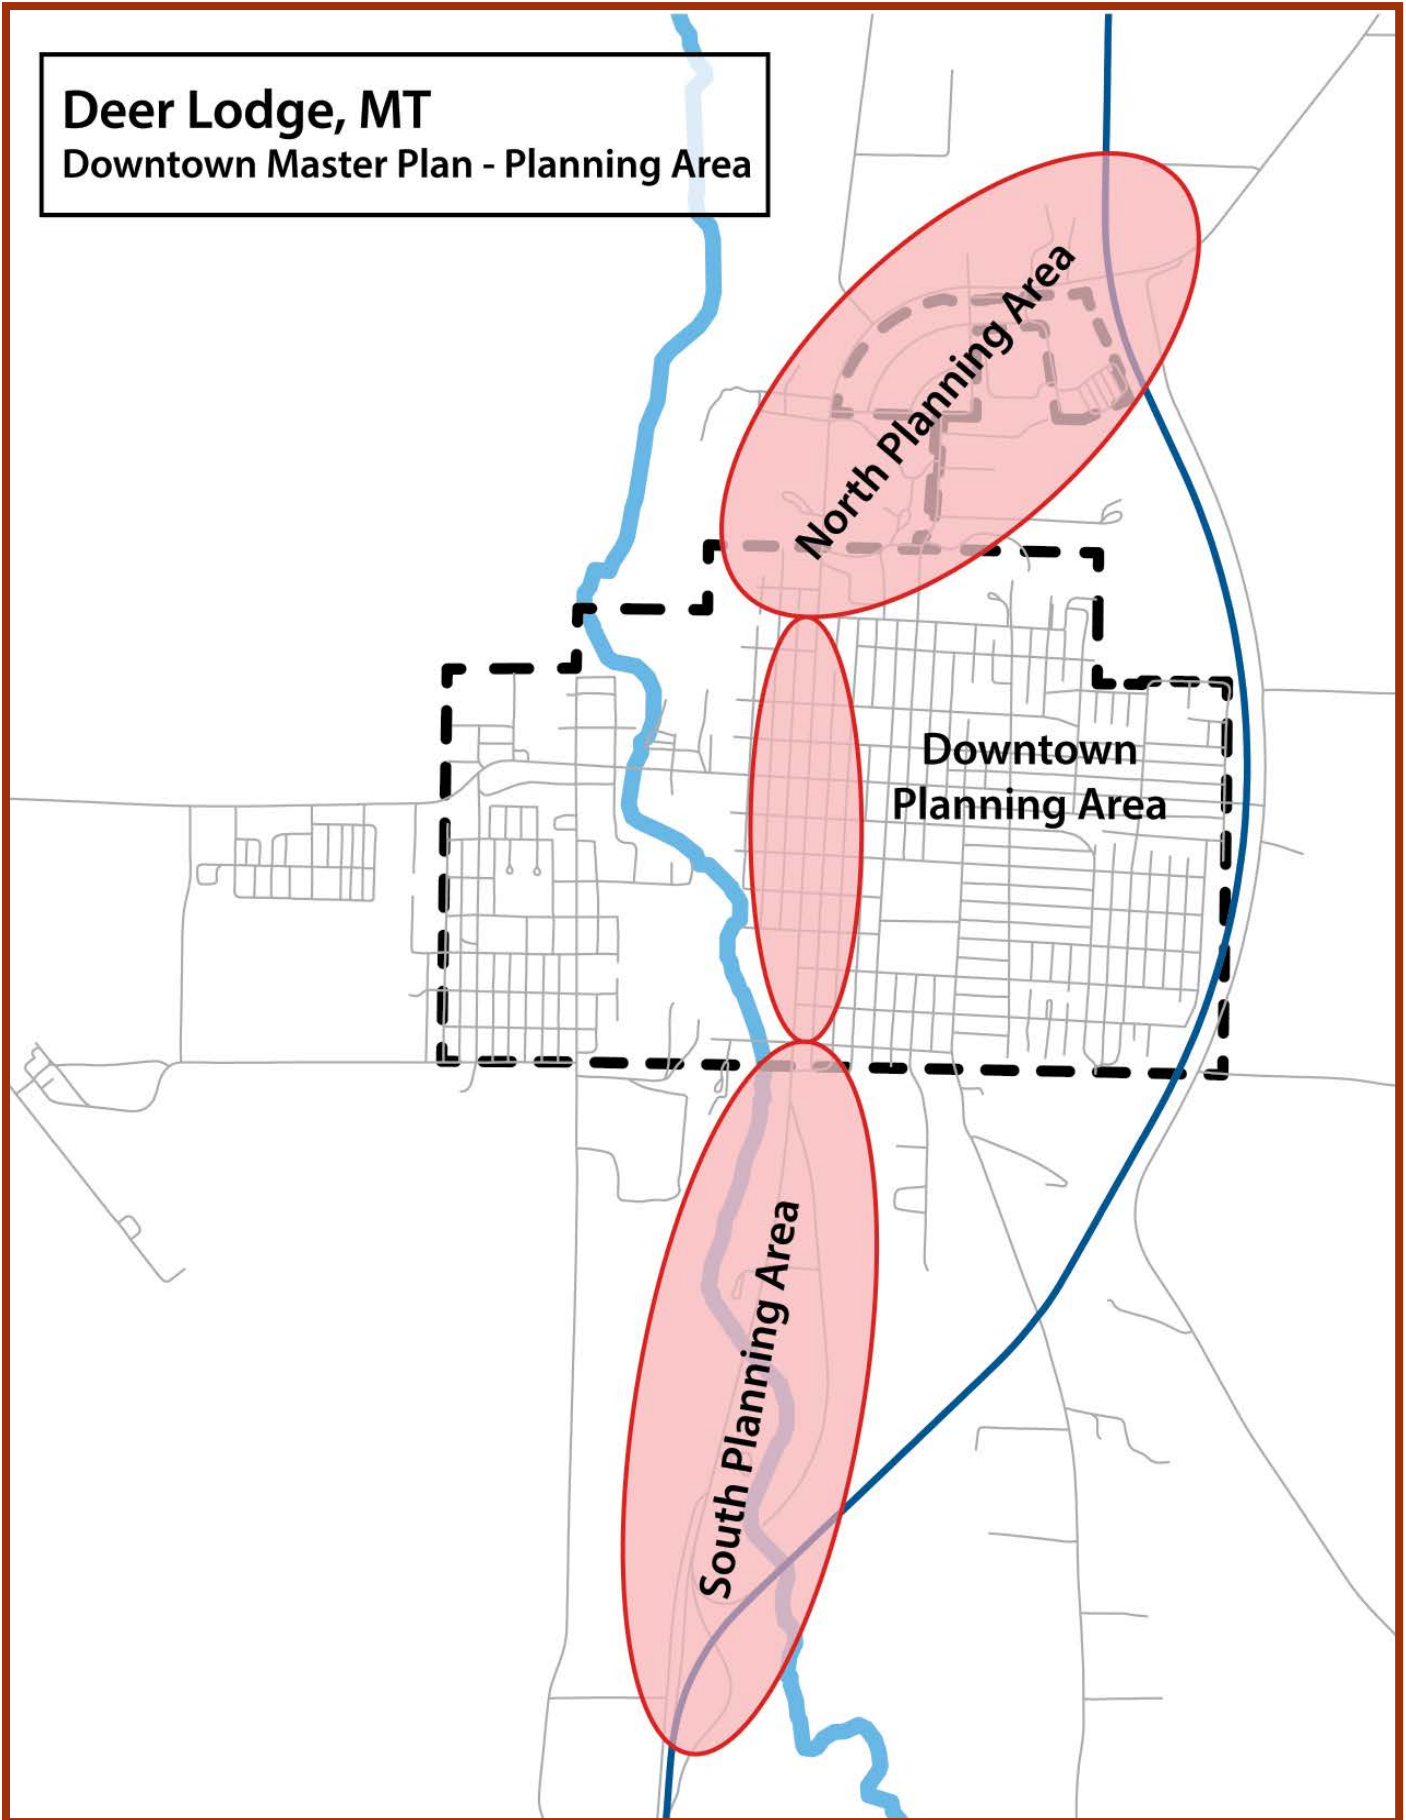 Deer Lodge, MT
Downtown Master Plan - Planning Area
North Planning Area
Downtown
Planning Area
South Planning Area